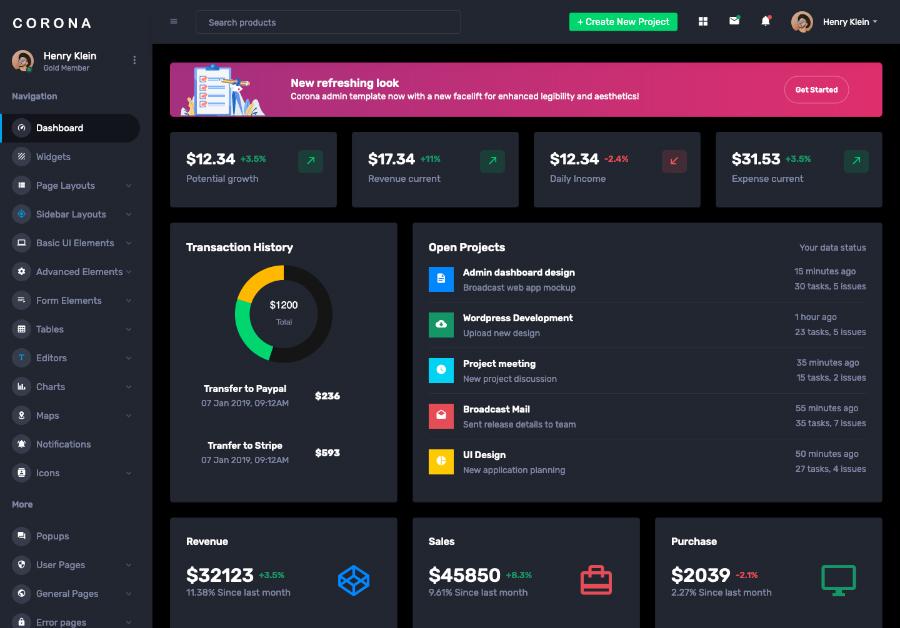 CORONA
Search products
+ Create New Project
Henry Klein
Henry Klein
Gold Member
Navigation
Dashboard
Widgets
Page Layouts
Sidebar Layouts
Basic UI Elements
Advanced Elements
Form Elements
Tables
Editors
Charts
Maps
Notifications
Icons
More
Popups
User Pages
General Pages
Error pages
New refreshing look
Corona admin template now with a new facelift for enhanced legibility and aesthetics!
Get Started
$12.34 +3.5%
Potential growth
$17.34 +11%
Revenue current
$12.34 -2.4%
Daily Income
$31.53 +3.5%
Expense current
Transaction History
$1200
Total
Transfer to Paypal
07 Jan 2019, 09:12AM
$236
Tranfer to Stripe
07 Jan 2019, 09:12AM
$593
Open Projects
Your data status
Admin dashboard design
Broadcast web app mockup
15 minutes ago
30 tasks, 5 issues
Wordpress Development
Upload new design
1 hour ago
23 tasks, 5 issues
Project meeting
New project discussion
35 minutes ago
15 tasks, 2 issues
Broadcast Mail
Sent release details to team
55 minutes ago
35 tasks, 7 issues
UI Design
New application planning
50 minutes ago
27 tasks, 4 issues
Revenue
$32123 +3.5%
11.38% Since last month
Sales
$45850 +8.3%
9.61% Since last month
Purchase
$2039 -2.1%
2.27% Since last month